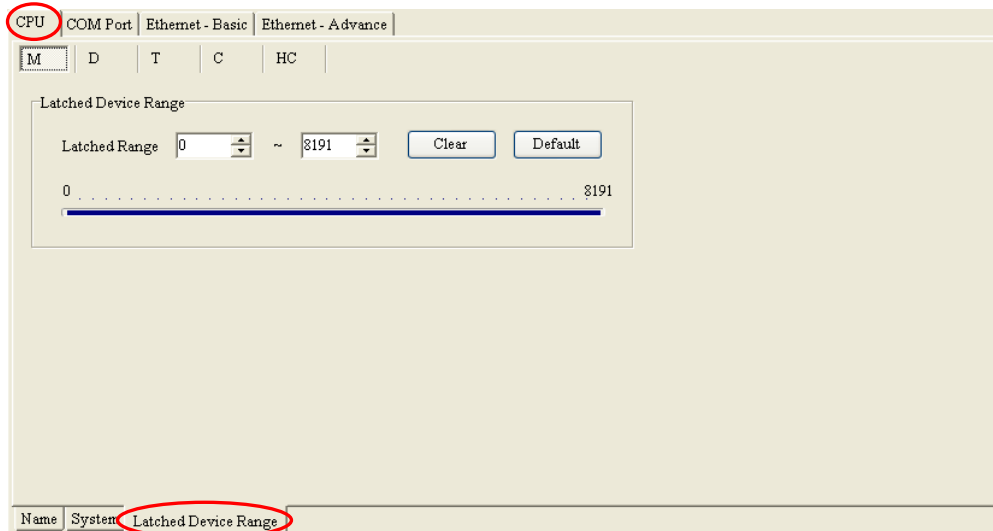 CPU COM Port Ethernet - Basic Ethernet - Advance
M D T C HC
Latched Device Range
Latched Range 0 ~ 8191 Clear Default
0 8191
Name System Latched Device Range